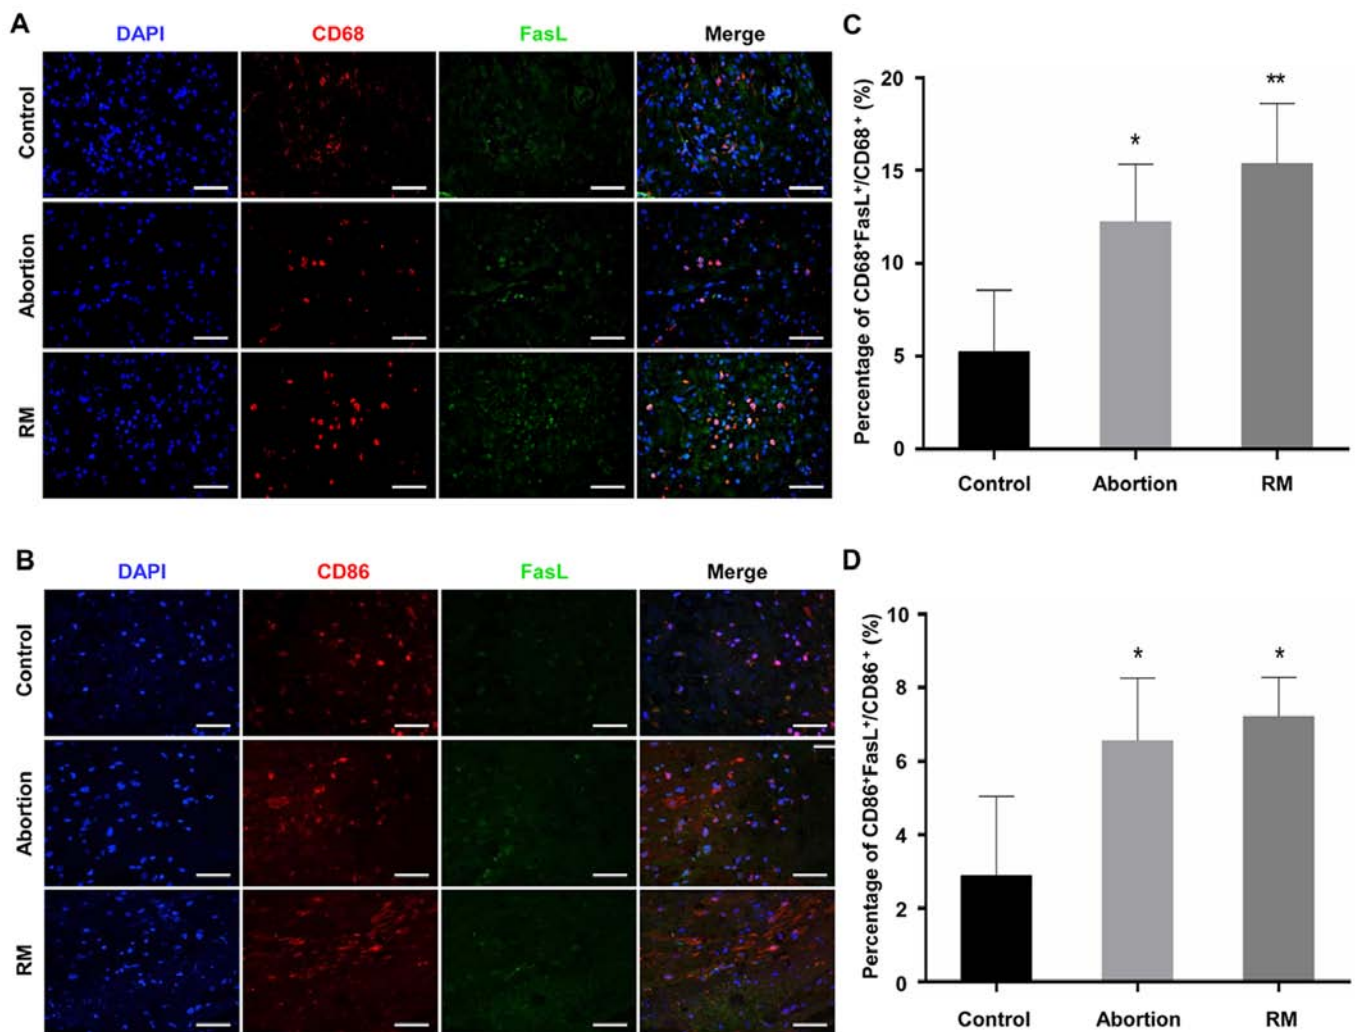 A
DAPI CD68 FasL Merge
Control
Abortion
RM
C
Percentage of CD68⁺FasL⁺/CD68⁺ (%)
20
15
10
5
0
*
**
Control Abortion RM
B
DAPI CD86 FasL Merge
Control
Abortion
RM
D
Percentage of CD86⁺FasL⁺/CD86⁺ (%)
10
8
6
4
2
0
*
*
Control Abortion RM